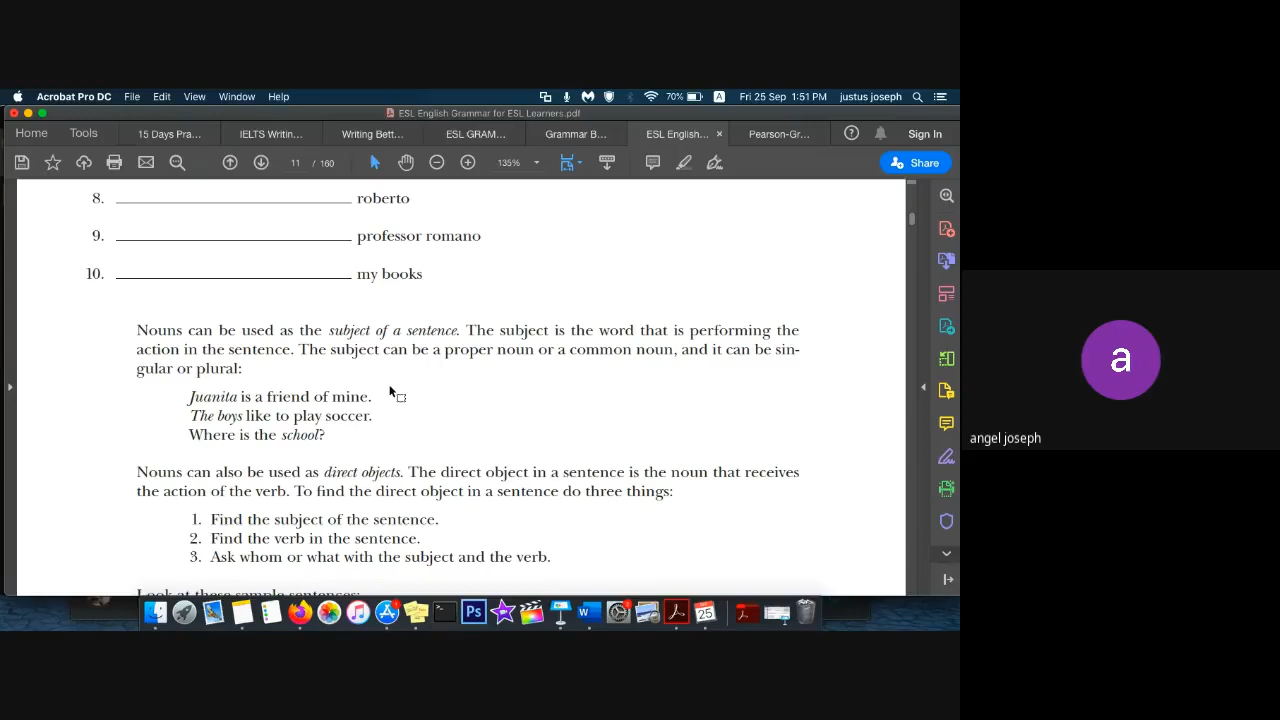 Acrobat Pro DC File Edit View Window Help 70% A Fri 25 Sep 1:51 PM justus joseph
ESL English Grammar for ESL Learners.pdf
Home Tools 15 Days Pra... IELTS Writin... Writing Bett... ESL GRAM... Grammar B... ESL English... × Pearson-Gr... Sign In
11 / 160 135% Share
8. roberto
9. professor romano
10. my books
Nouns can be used as the subject of a sentence. The subject is the word that is performing the
action in the sentence. The subject can be a proper noun or a common noun, and it can be sin-
gular or plural:
Juanita is a friend of mine.
The boys like to play soccer.
Where is the school?
Nouns can also be used as direct objects. The direct object in a sentence is the noun that receives
the action of the verb. To find the direct object in a sentence do three things:
1. Find the subject of the sentence.
2. Find the verb in the sentence.
3. Ask whom or what with the subject and the verb.
Look at these sample sentences:
Ps W 25
a
angel joseph